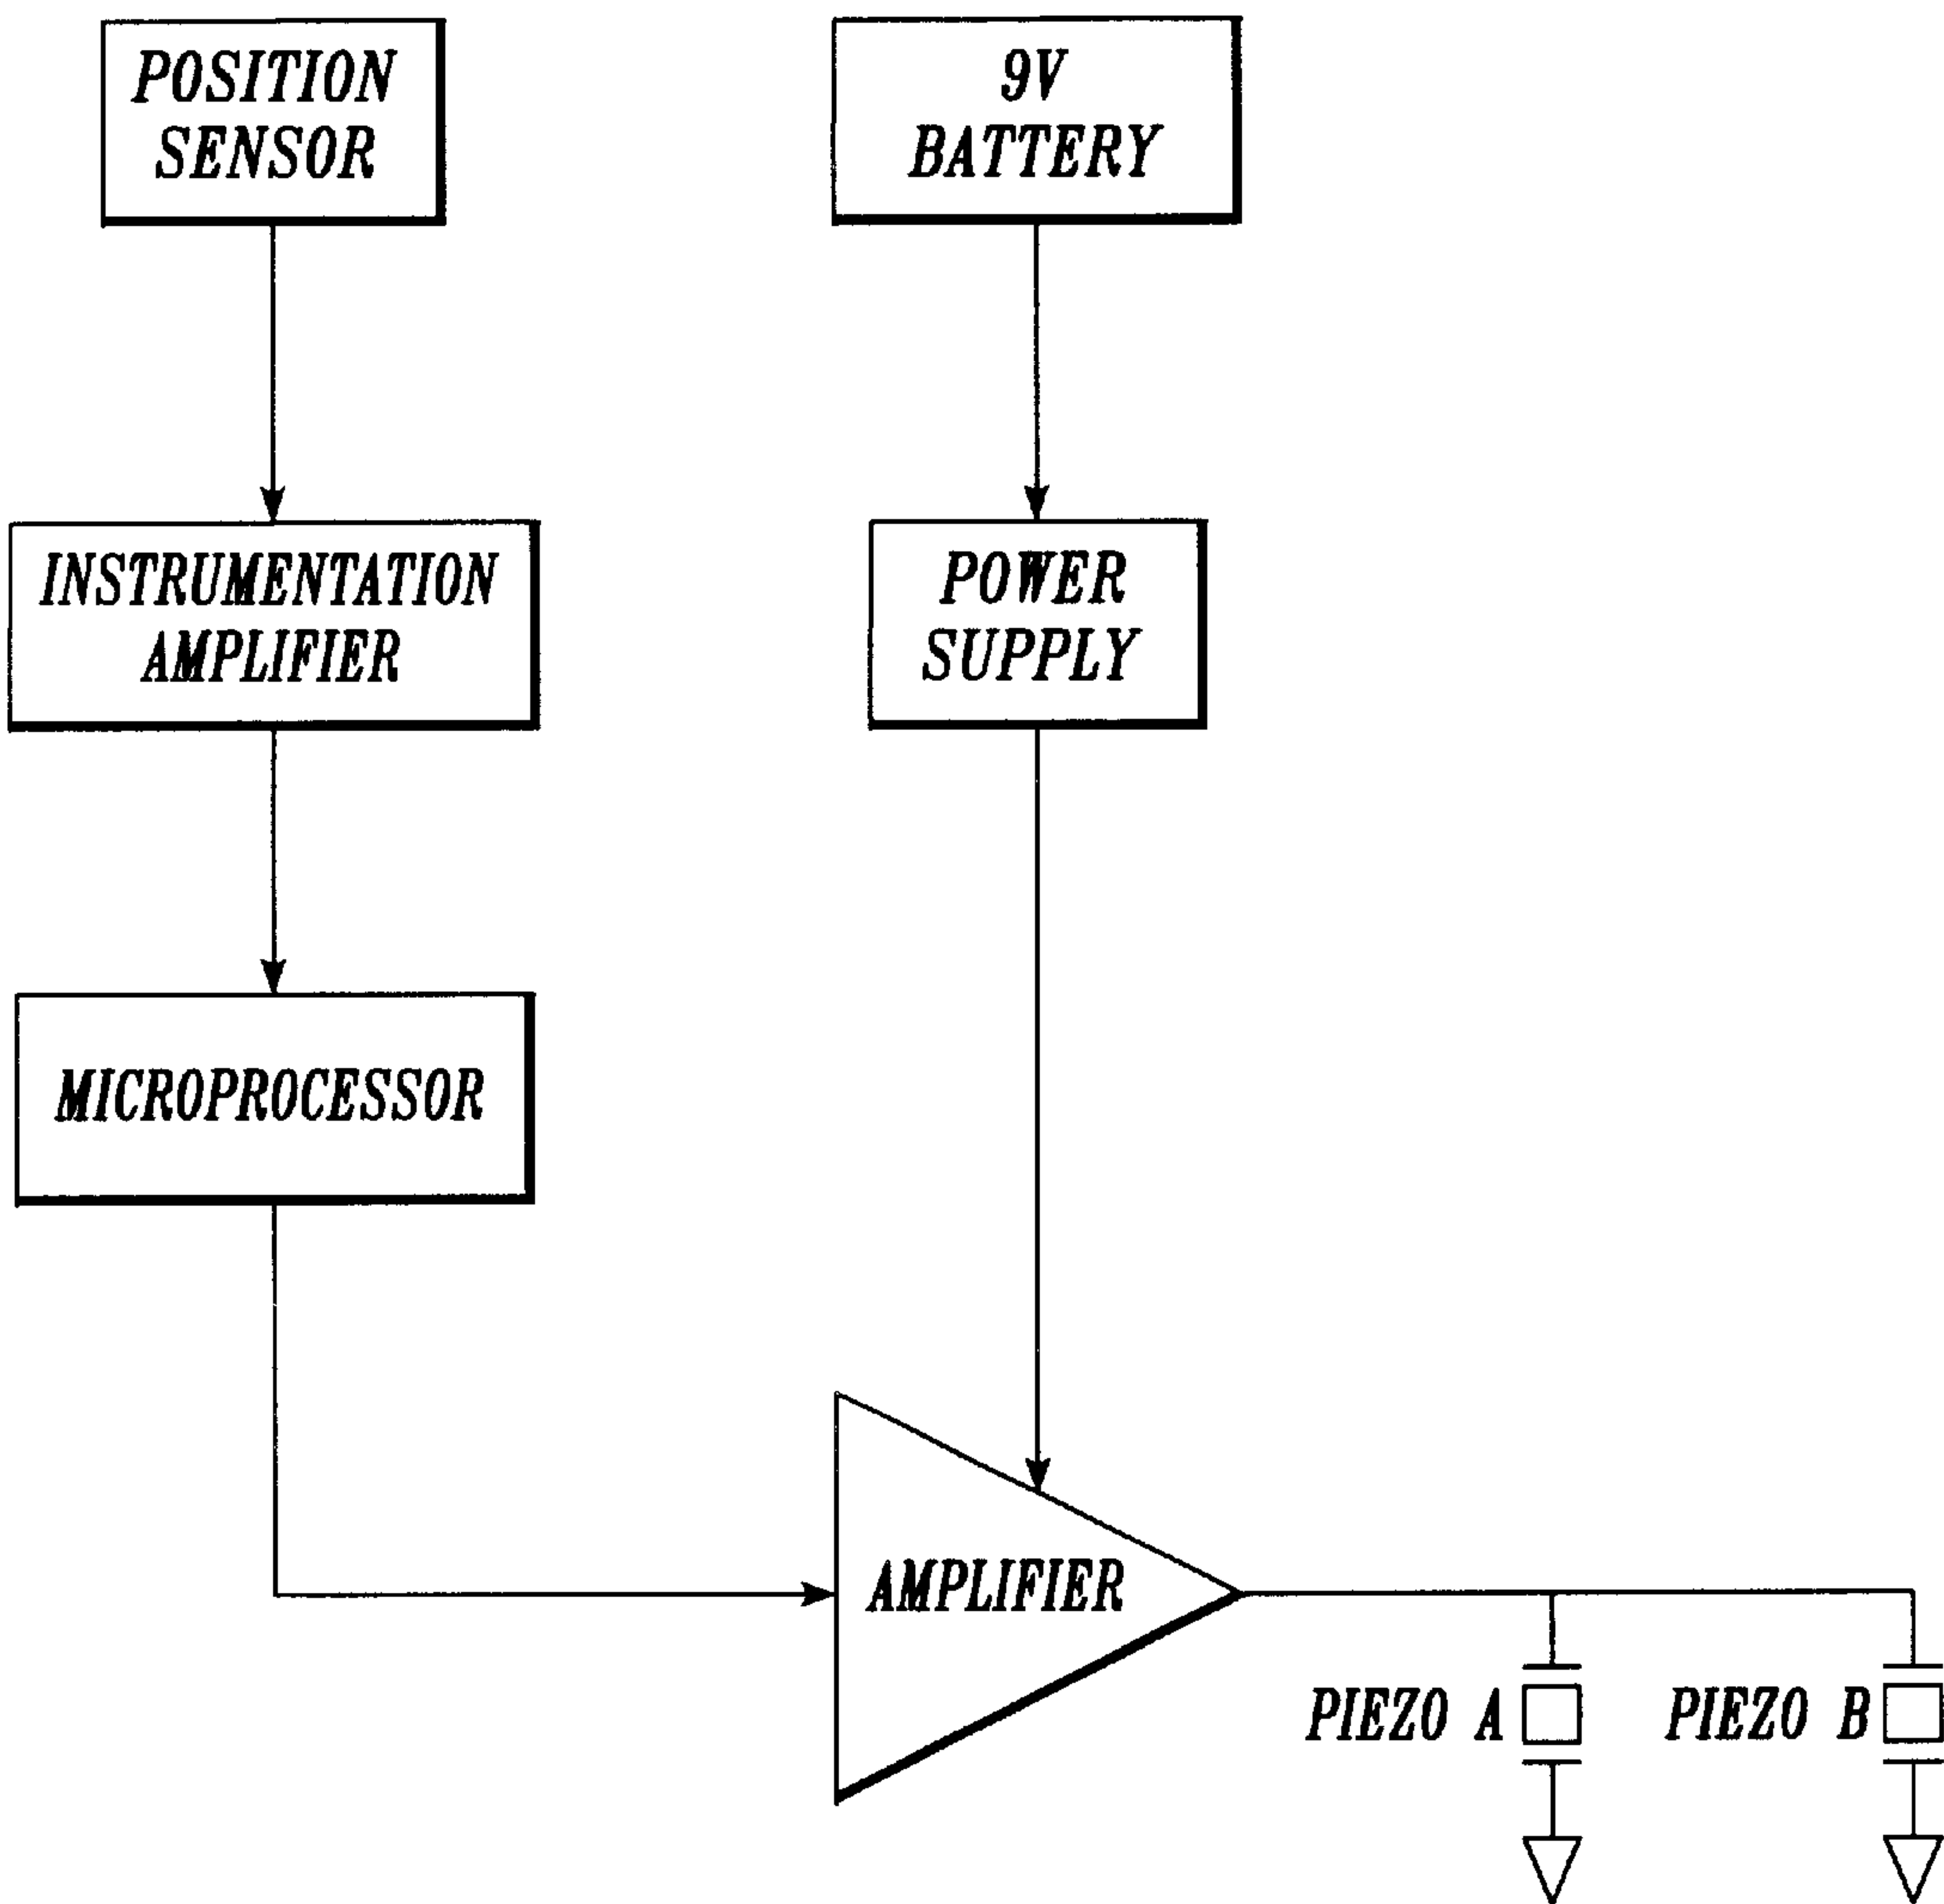 POSITION
SENSOR
9V
BATTERY
INSTRUMENTATION
AMPLIFIER
POWER
SUPPLY
MICROPROCESSOR
AMPLIFIER
PIEZO A
PIEZO B